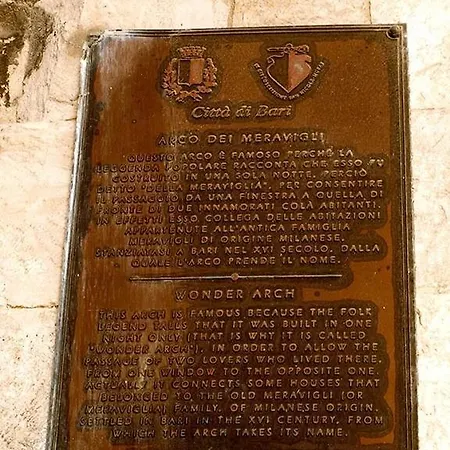 Città di Bari
ARCO DEI MERAVIGLI
QUESTO ARCO È FAMOSO PERCHÈ LA
LEGGENDA POPOLARE RACCONTA CHE ESSO FU
COSTRUITO IN UNA SOLA NOTTE, PERCIÒ
DETTO "DELLA MERAVIGLIA", PER CONSENTIRE
IL PASSAGGIO DA UNA FINESTRA A QUELLA DI
FRONTE DI DUE INNAMORATI COLÀ ABITANTI.
IN EFFETTI ESSO COLLEGA DELLE ABITAZIONI
APPARTENUTE ALL'ANTICA FAMIGLIA
MERAVIGLI DI ORIGINE MILANESE,
STANZIATASI A BARI NEL XVI SECOLO, DALLA
QUALE L'ARCO PRENDE IL NOME.
WONDER ARCH
THIS ARCH IS FAMOUS BECAUSE THE FOLK
LEGEND TALLS THAT IT WAS BUILT IN ONE
NIGHT ONLY (THAT IS WHY IT IS CALLED
"WONDER ARCH"), IN ORDER TO ALLOW THE
PASSAGE OF TWO LOVERS WHO LIVED THERE,
FROM ONE WINDOW TO THE OPPOSITE ONE.
ACTUALLY IT CONNECTS SOME HOUSES THAT
BELONGED TO THE OLD MERAVIGLI (OR
MERAVIGLIA) FAMILY, OF MILANESE ORIGIN,
SETTLED IN BARI IN THE XVI CENTURY, FROM
WHICH THE ARCH TAKES ITS NAME.